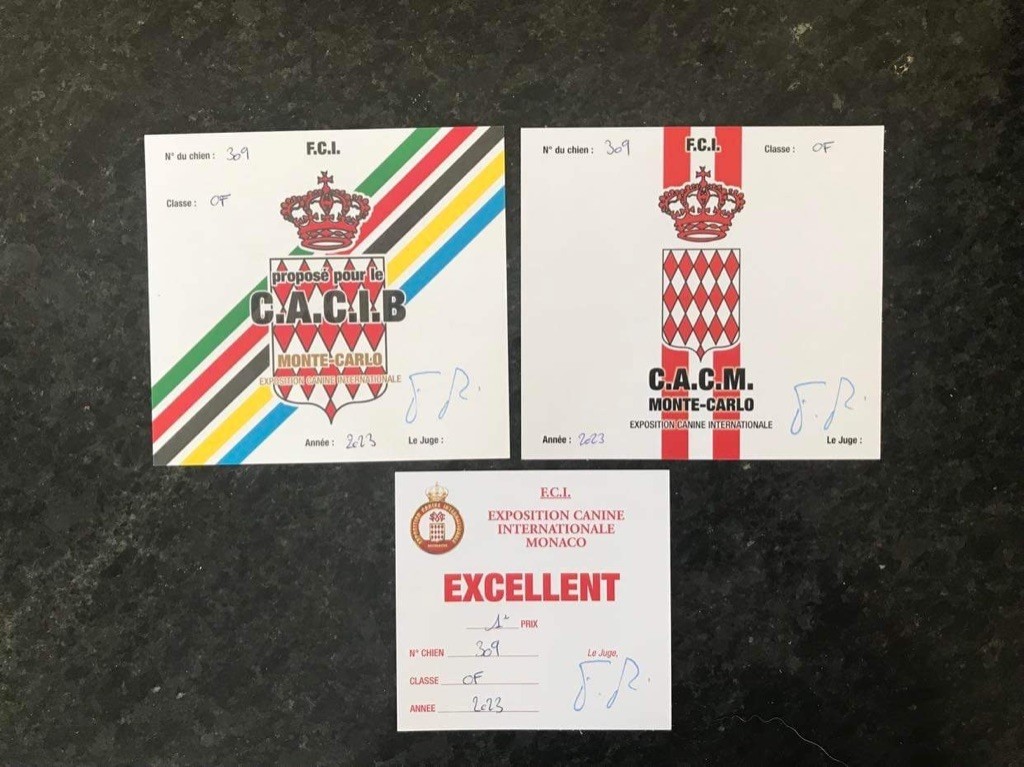 N° du chien : 309
F.C.I.
Classe : OF
proposé pour le
C.A.C.I.B
MONTE-CARLO
EXPOSITION CANINE INTERNATIONALE
Année : 2023
Le Juge :
N° du chien : 309
F.C.I.
Classe : OF
C.A.C.M.
MONTE-CARLO
EXPOSITION CANINE INTERNATIONALE
Année : 2023
Le Juge :
F.C.I.
EXPOSITION CANINE
INTERNATIONALE
MONACO
EXCELLENT
1er PRIX
N° CHIEN 309
Le Juge,
CLASSE OF
ANNEE 2023